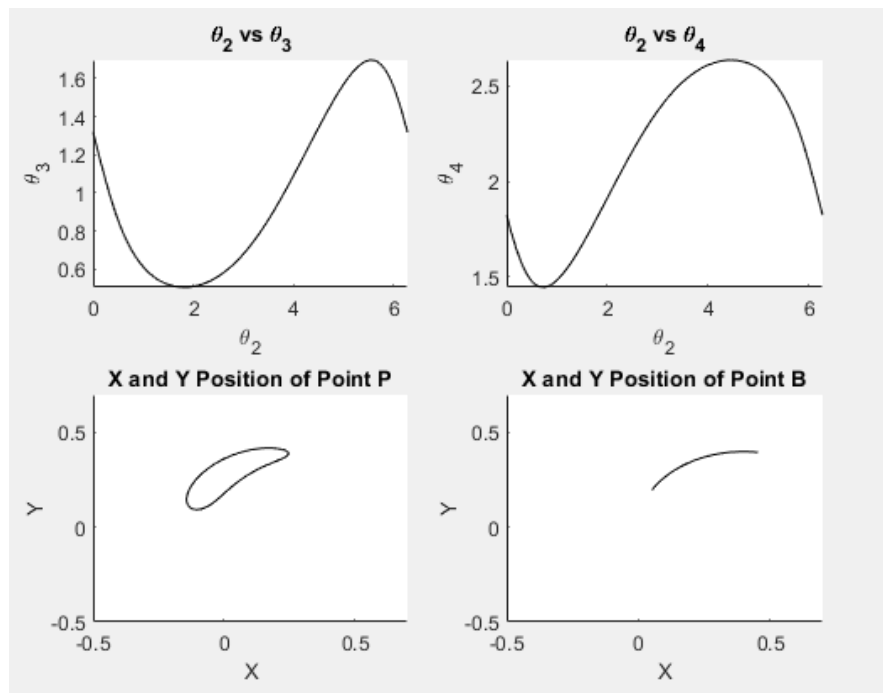 θ2 vs θ3
θ3
1.6
1.4
1.2
1
0.8
0.6
0
2
4
6
θ2
θ2 vs θ4
θ4
2.5
2
1.5
0
2
4
6
θ2
X and Y Position of Point P
Y
0.5
0
-0.5
-0.5
0
0.5
X
X and Y Position of Point B
Y
0.5
0
-0.5
-0.5
0
0.5
X